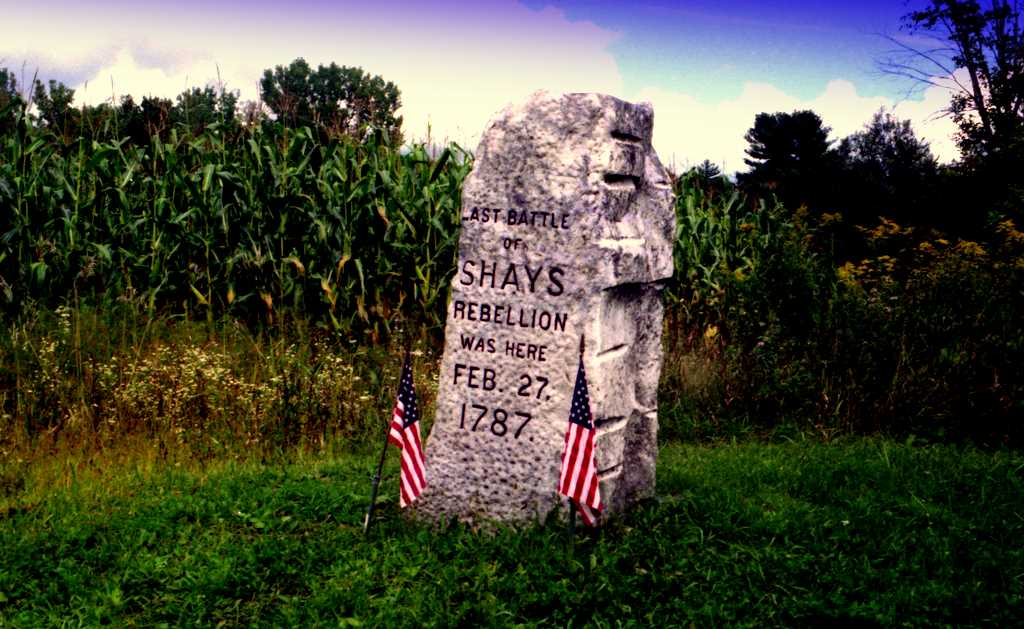 LAST BATTLE
OF
SHAYS
REBELLION
WAS HERE
FEB. 27.
1787.